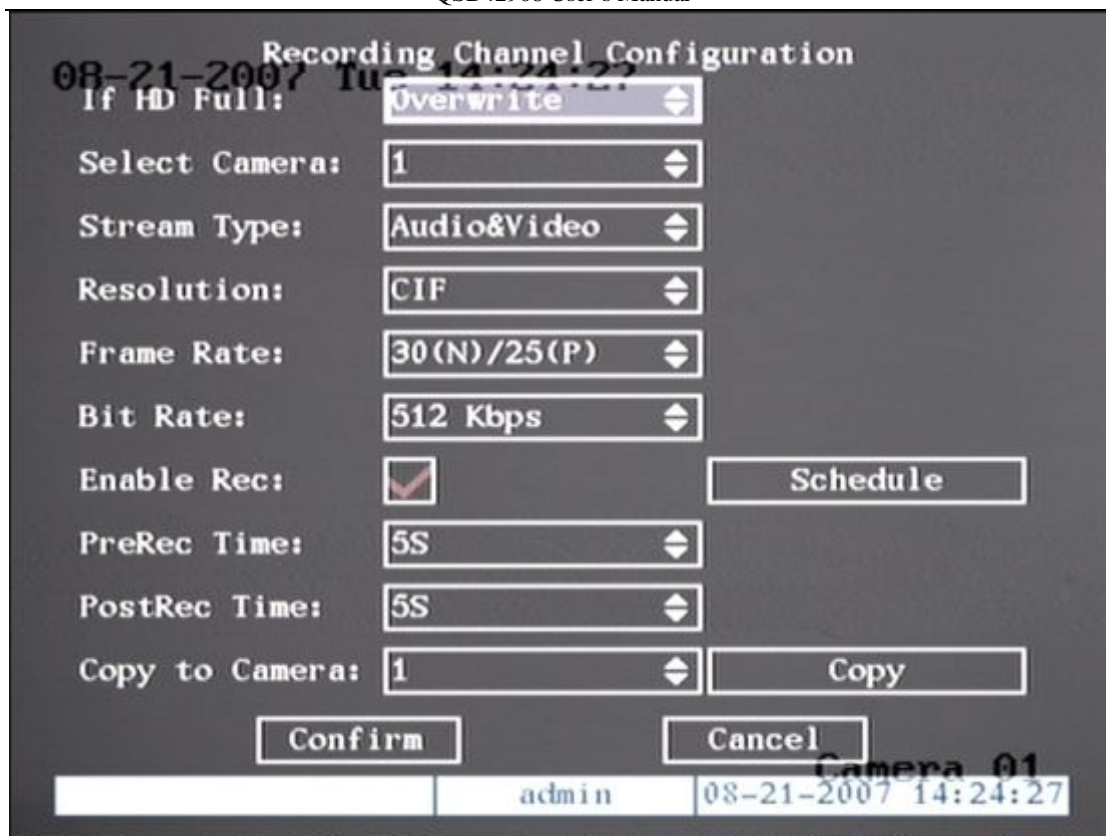 Recording Channel Configuration
08-21-2007 Tue 14:24:27
If HD Full: Overwrite
Select Camera: 1
Stream Type: Audio&Video
Resolution: CIF
Frame Rate: 30(N)/25(P)
Bit Rate: 512 Kbps
Enable Rec: Schedule
PreRec Time: 5S
PostRec Time: 5S
Copy to Camera: 1 Copy
Confirm Cancel
Camera 01
admin 08-21-2007 14:24:27